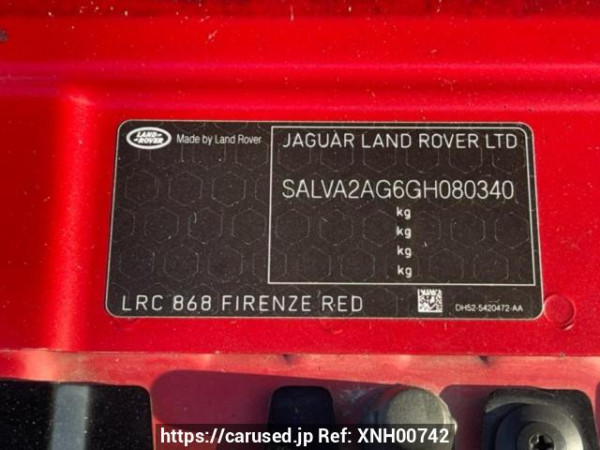 LAND ROVER
Made by Land Rover
JAGUAR LAND ROVER LTD
SALVA2AG6GH080340
kg
kg
kg
kg
LRC 868 FIRENZE RED
DH52-5420472-AA
https://carused.jp Ref: XNH00742